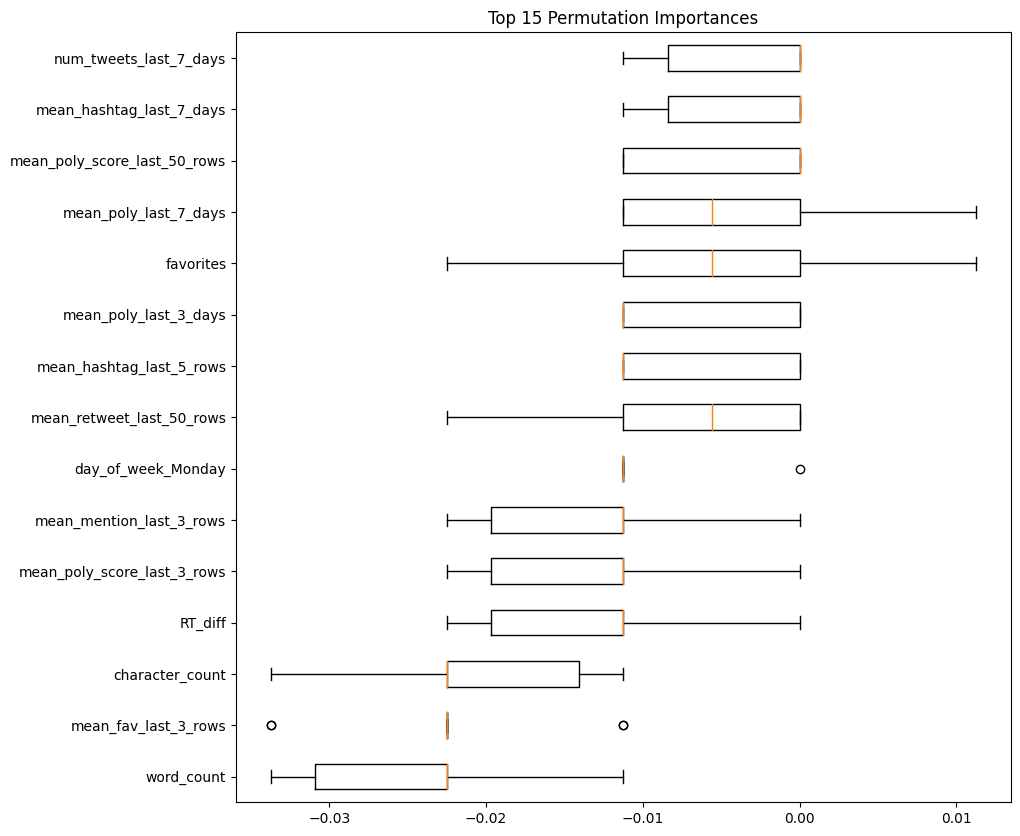 Top 15 Permutation Importances
num_tweets_last_7_days
mean_hashtag_last_7_days
mean_poly_score_last_50_rows
mean_poly_last_7_days
favorites
mean_poly_last_3_days
mean_hashtag_last_5_rows
mean_retweet_last_50_rows
day_of_week_Monday
mean_mention_last_3_rows
mean_poly_score_last_3_rows
RT_diff
character_count
mean_fav_last_3_rows
word_count
−0.03 −0.02 −0.01 0.00 0.01